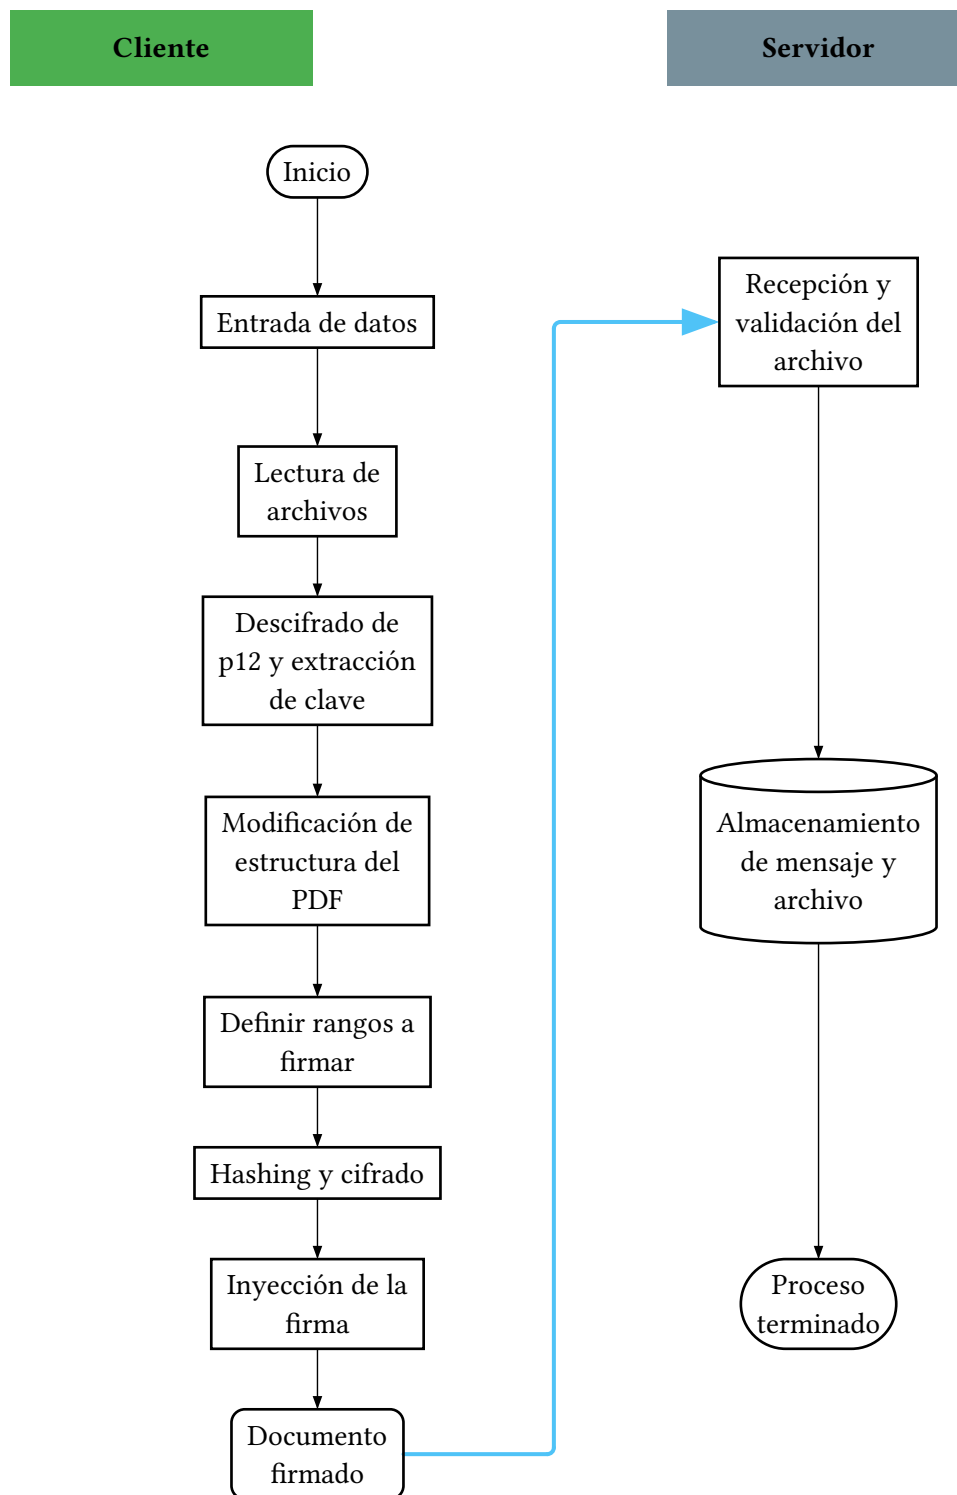 Cliente
Servidor
Inicio
Entrada de datos
Lectura de
archivos
Descifrado de
p12 y extracción
de clave
Modificación de
estructura del
PDF
Definir rangos a
firmar
Hashing y cifrado
Inyección de la
firma
Documento
firmado
Recepción y
validación del
archivo
Almacenamiento
de mensaje y
archivo
Proceso
terminado